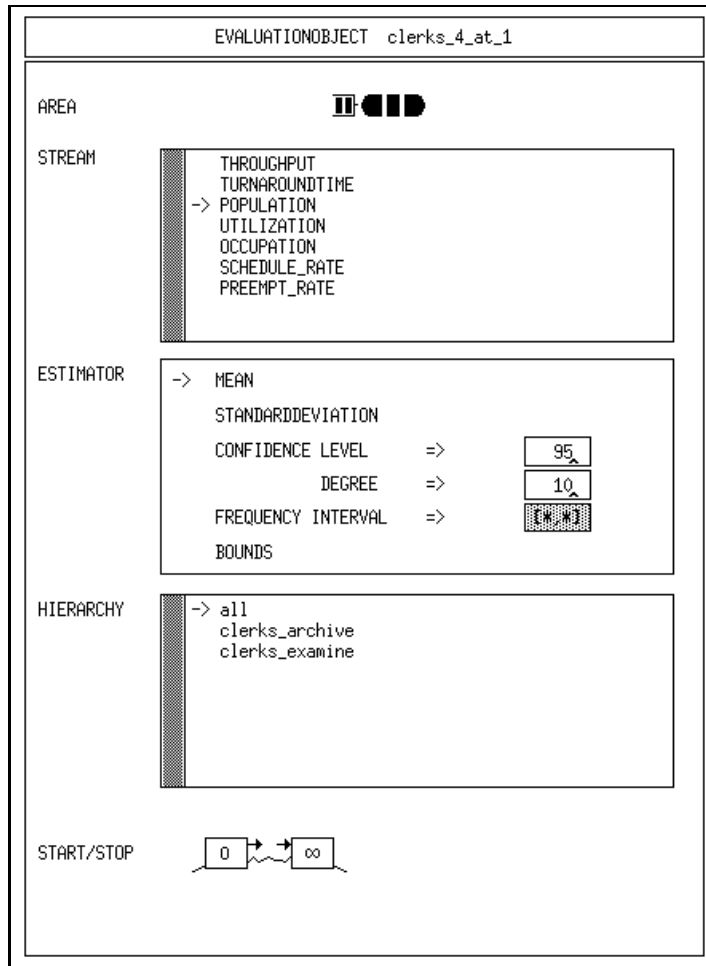 EVALUATIONOBJECT clerks_4_at_1
AREA
STREAM
THROUGHPUT
TURNAROUNDTIME
-> POPULATION
UTILIZATION
OCCUPATION
SCHEDULE_RATE
PREEMPT_RATE
ESTIMATOR
-> MEAN
STANDARDDEVIATION
CONFIDENCE LEVEL => 95
DEGREE => 10
FREQUENCY INTERVAL => [*,*]
BOUNDS
HIERARCHY
-> all
clerks_archive
clerks_examine
START/STOP 0 ∞